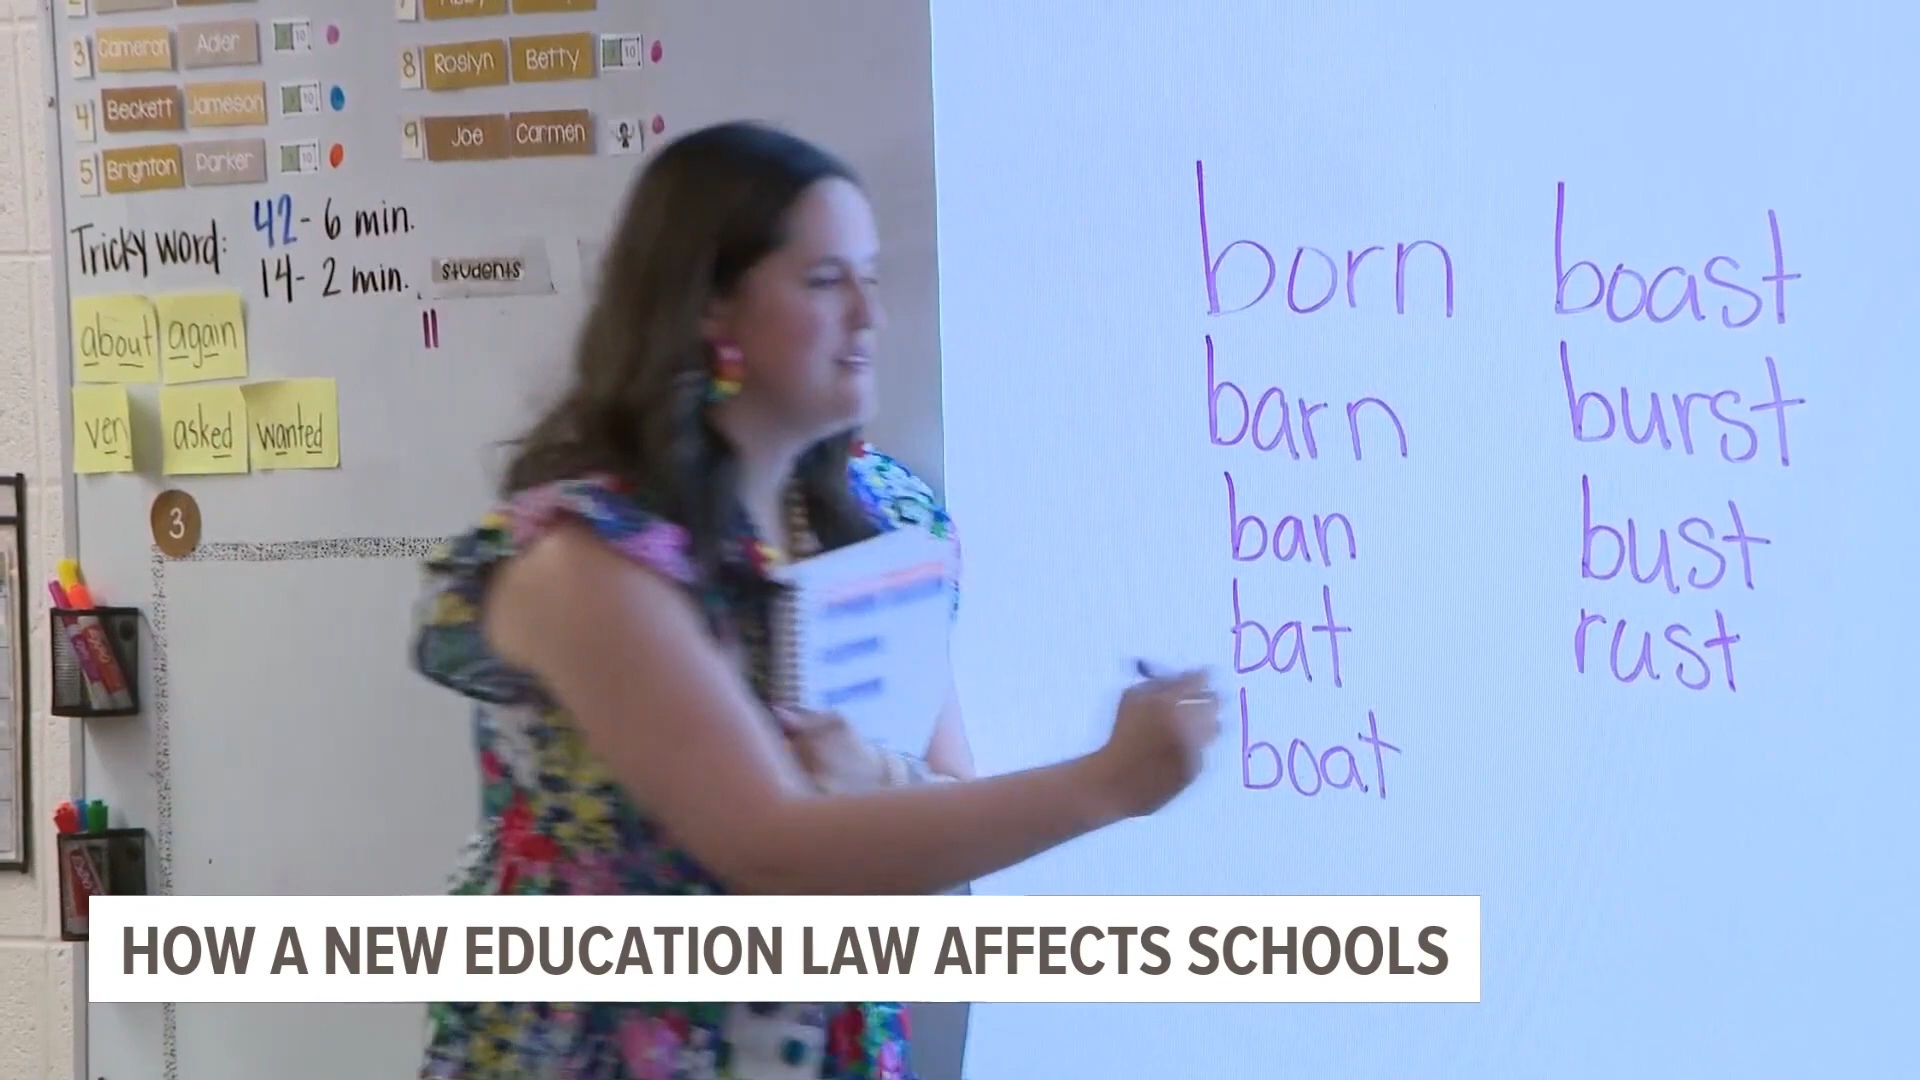 3 Cameron Adler
4 Beckett Jameson
5 Brighton Parker
8 Roslyn Betty
9 Joe Carmen
Tricky word:
42- 6 min.
14- 2 min.
students
about again
very asked wanted
3
born
barn
ban
bat
boat
boast
burst
bust
rust
HOW A NEW EDUCATION LAW AFFECTS SCHOOLS